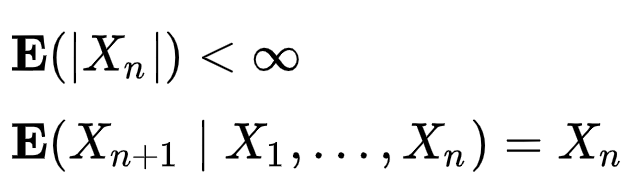 𝐄(|Xₙ|) < ∞
𝐄(Xₙ₊₁ | X₁, . . . , Xₙ) = Xₙ